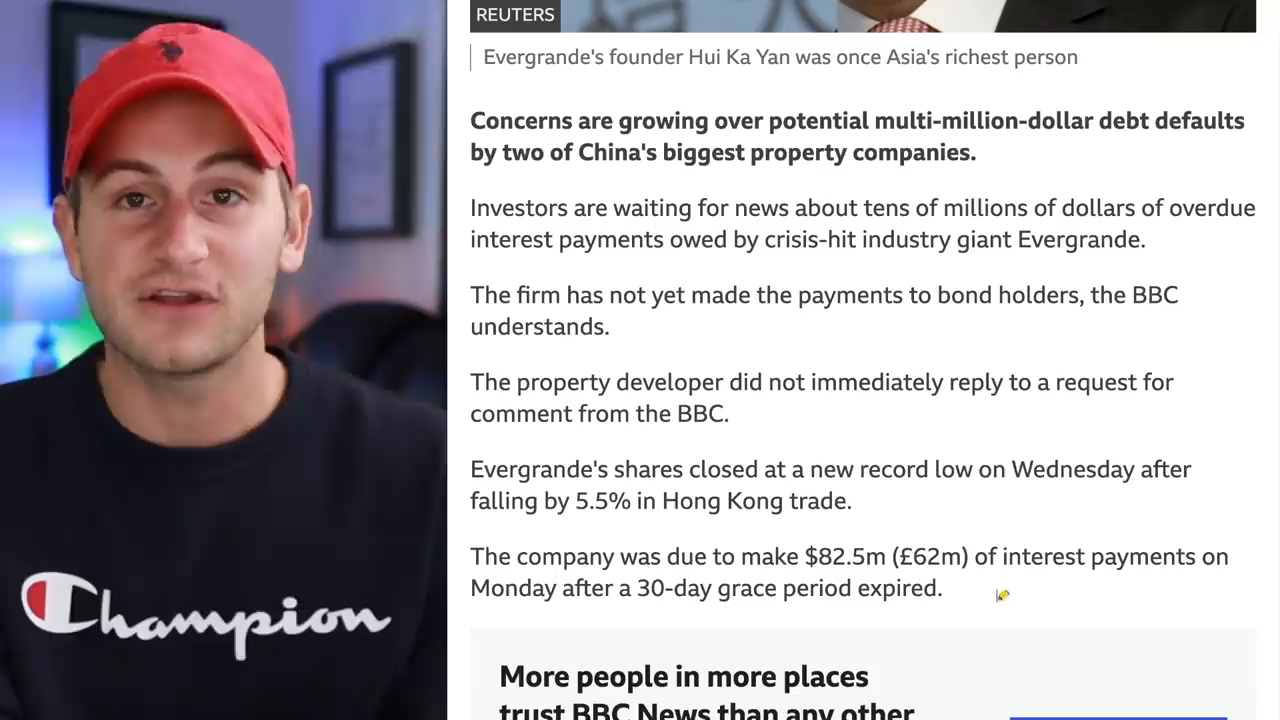 REUTERS
Evergrande's founder Hui Ka Yan was once Asia's richest person
Concerns are growing over potential multi-million-dollar debt defaults
by two of China's biggest property companies.
Investors are waiting for news about tens of millions of dollars of overdue
interest payments owed by crisis-hit industry giant Evergrande.
The firm has not yet made the payments to bond holders, the BBC
understands.
The property developer did not immediately reply to a request for
comment from the BBC.
Evergrande's shares closed at a new record low on Wednesday after
falling by 5.5% in Hong Kong trade.
The company was due to make $82.5m (£62m) of interest payments on
Monday after a 30-day grace period expired.
More people in more places
trust BBC News than any other
Champion